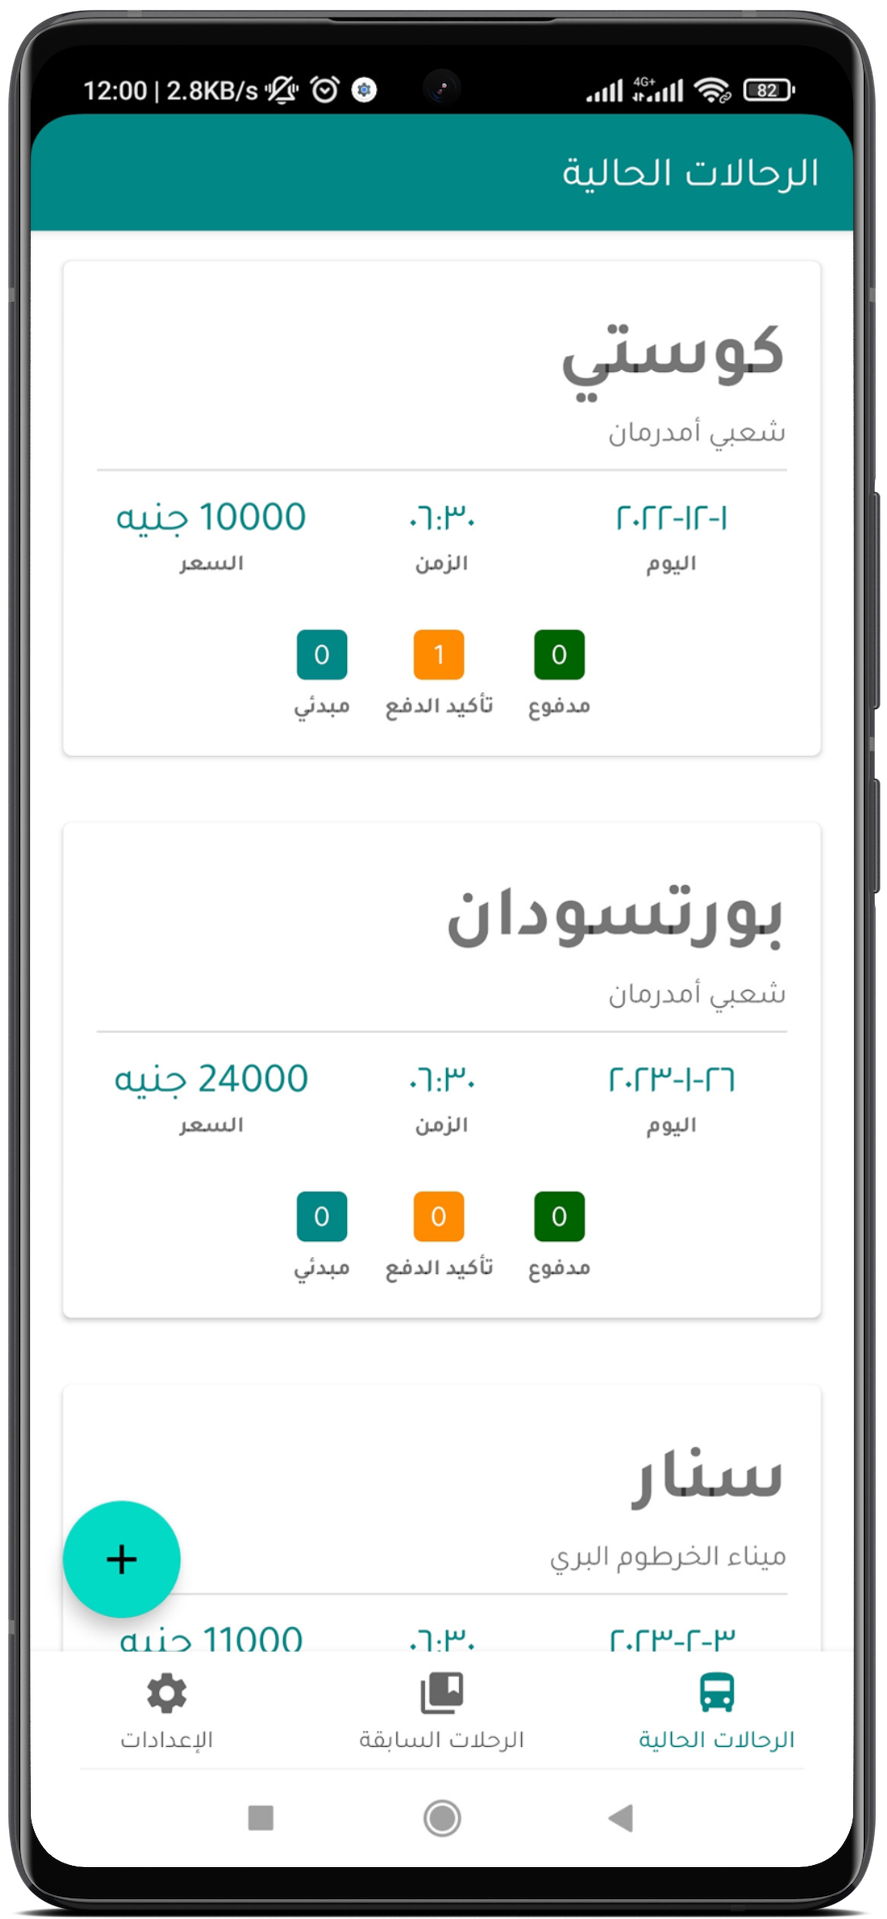 12:00 | 2.8KB/s 4G+ 82
الرحالات الحالية
كوستي
شعبي أمدرمان
١-١٢-٢٠٢٢ ٠٦:٣٠ 10000 جنيه
اليوم الزمن السعر
0 1 0
مدفوع تأكيد الدفع مبدئي
بورتسودان
شعبي أمدرمان
٢٦-١-٢٠٢٣ ٠٦:٣٠ 24000 جنيه
اليوم الزمن السعر
0 0 0
مدفوع تأكيد الدفع مبدئي
سنار
ميناء الخرطوم البري
٣-٢-٢٠٢٣ ٠٦:٣٠ 11000 جنيه
+
الرحالات الحالية الرحلات السابقة الإعدادات